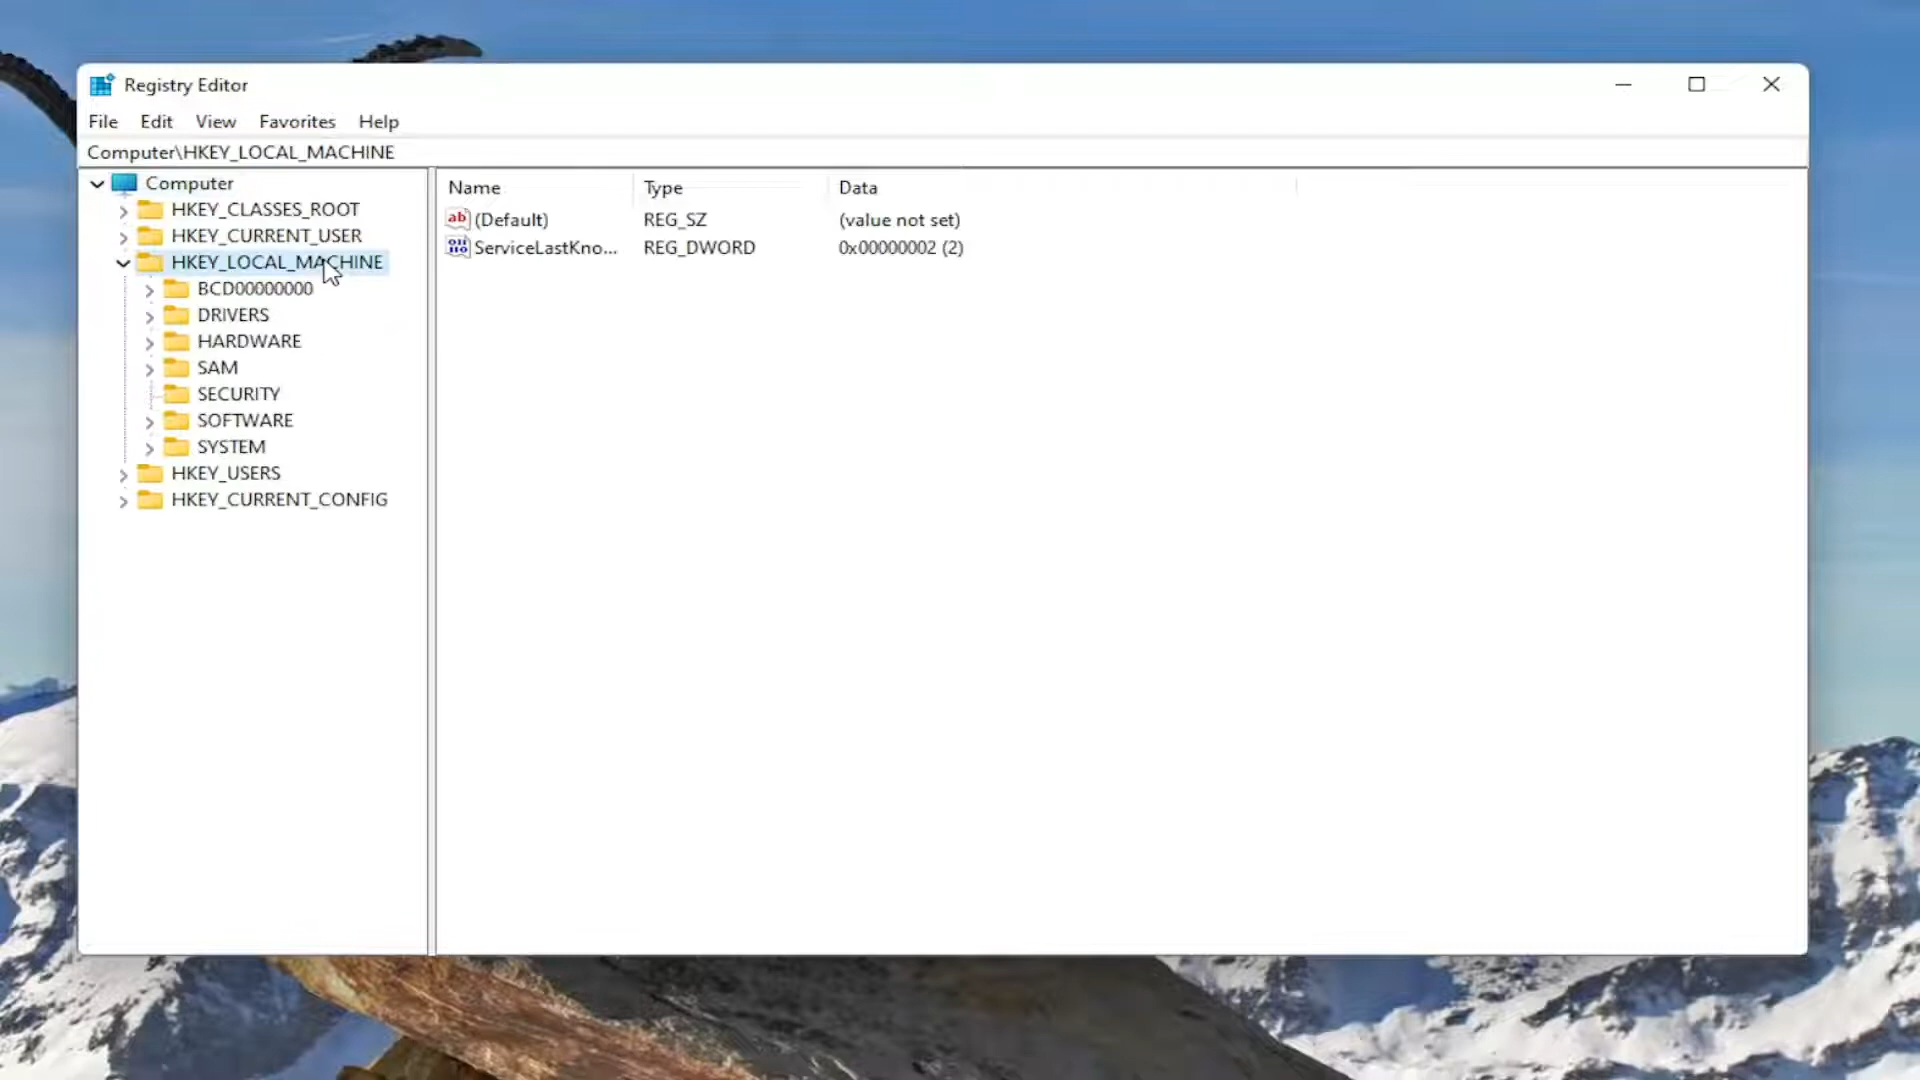 Registry Editor
File Edit View Favorites Help
Computer\HKEY_LOCAL_MACHINE
Computer
HKEY_CLASSES_ROOT
HKEY_CURRENT_USER
HKEY_LOCAL_MACHINE
BCD00000000
DRIVERS
HARDWARE
SAM
SECURITY
SOFTWARE
SYSTEM
HKEY_USERS
HKEY_CURRENT_CONFIG
Name Type Data
(Default) REG_SZ (value not set)
ServiceLastKno... REG_DWORD 0x00000002 (2)